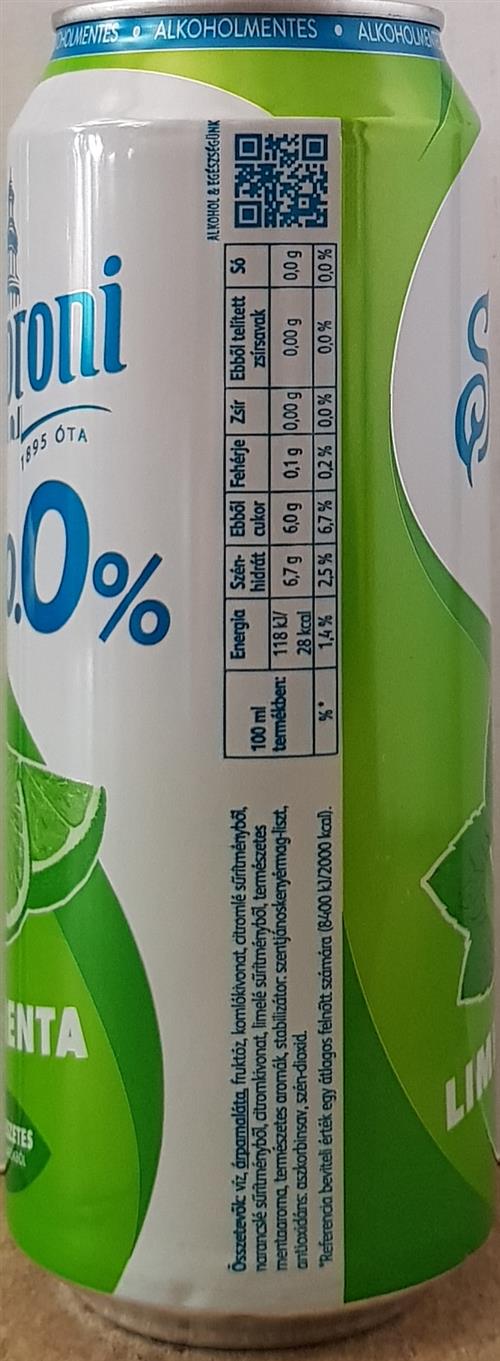 ALKOHOLMENTES • ALKOHOLMENTES • ALKOHOLMENTES
1895 ÓTA
0%
ALKOHOL & EGÉSZSÉGÜNK
100 ml termékben: Energia Szén- Ebből Fehérje Zsír Ebből telített Só
hidrát cukor zsírsavak
118 kJ/ 6,7 g 6,0 g 0,1 g 0,00 g 0,00 g 0,0 g
28 kcal
%* 1,4 % 2,5 % 6,7 % 0,2 % 0,0 % 0,0 % 0,0 %
Összetevők: víz, árpamaláta, fruktóz, komlókivonat, citromlé sűrítményből,
narancslé sűrítményből, citromkivonat, limelé sűrítményből, természetes
mentaaroma, természetes aromák, stabilizátor: szentjánoskenyérmag-liszt,
antioxidáns: aszkorbinsav, szén-dioxid.
*Referencia beviteli érték egy átlagos felnőtt számára (8400 kJ/2000 kcal).
ENTA
LIM